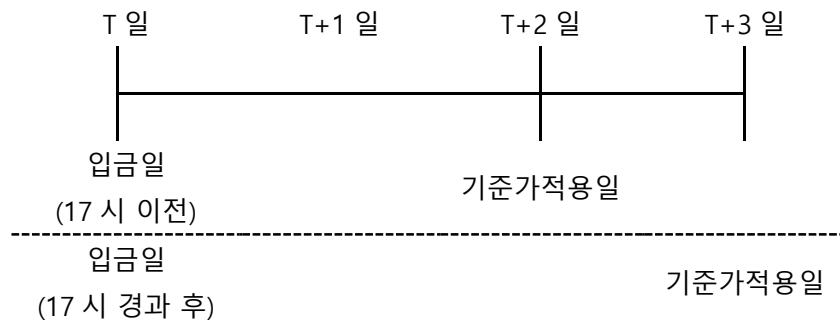 T 일 T+1 일 T+2 일 T+3 일
입금일
(17 시 이전)
기준가적용일
입금일
(17 시 경과 후)
기준가적용일